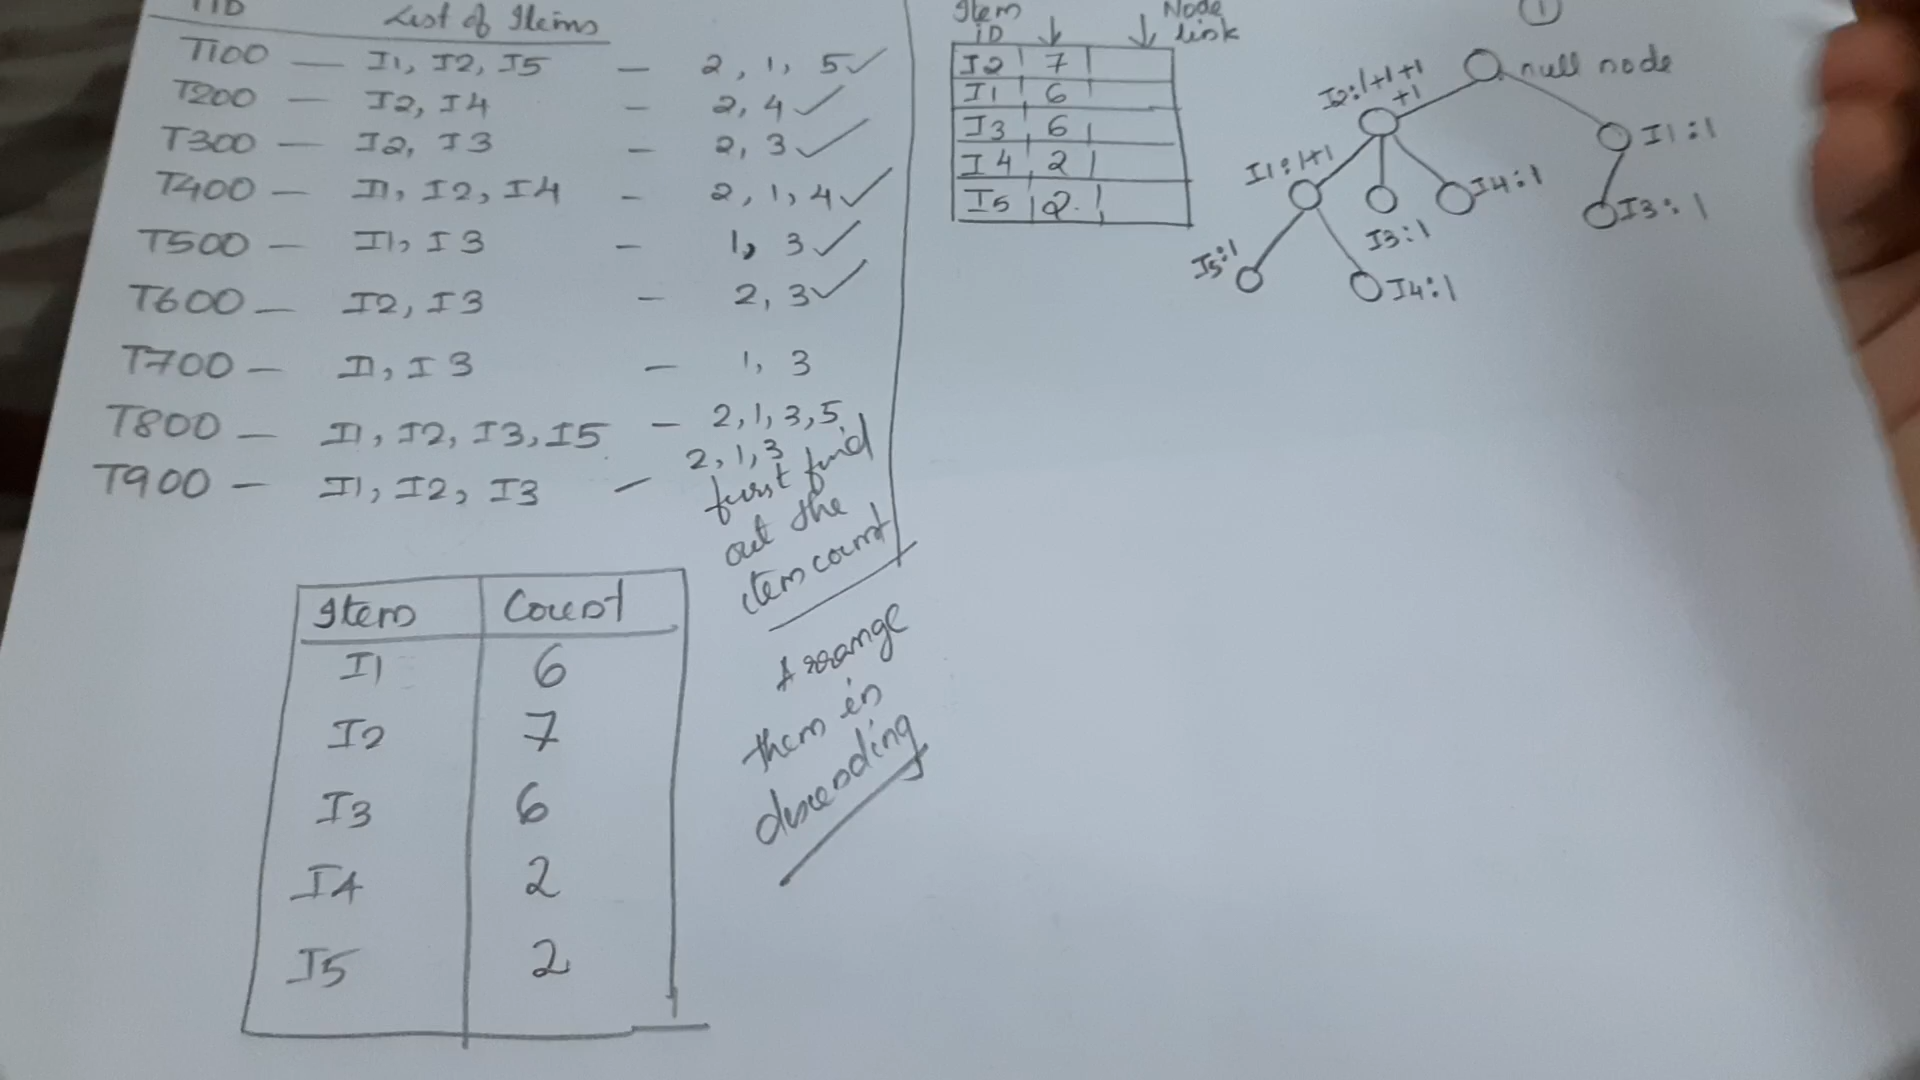 TID List of Items
T100 — I1, I2, I5 — 2, 1, 5 ✓
T200 — I2, I4 — 2, 4 ✓
T300 — I2, I3 — 2, 3 ✓
T400 — I1, I2, I4 — 2, 1, 4 ✓
T500 — I1, I3 — 1, 3 ✓
T600 — I2, I3 — 2, 3 ✓
T700 — I1, I3 — 1, 3
T800 — I1, I2, I3, I5 — 2, 1, 3, 5
T900 — I1, I2, I3 — 2, 1, 3
first find
out the
item count
Arrange
them in
descending
Item Count
I1 6
I2 7
I3 6
I4 2
I5 2
Item ID Node link
I2 7
I1 6
I3 6
I4 2
I5 2
1
null node
I2:1+1+1
+1
I1:1
I1:1+1
I3:1
I4:1
I3:1
I5:1
I4:1